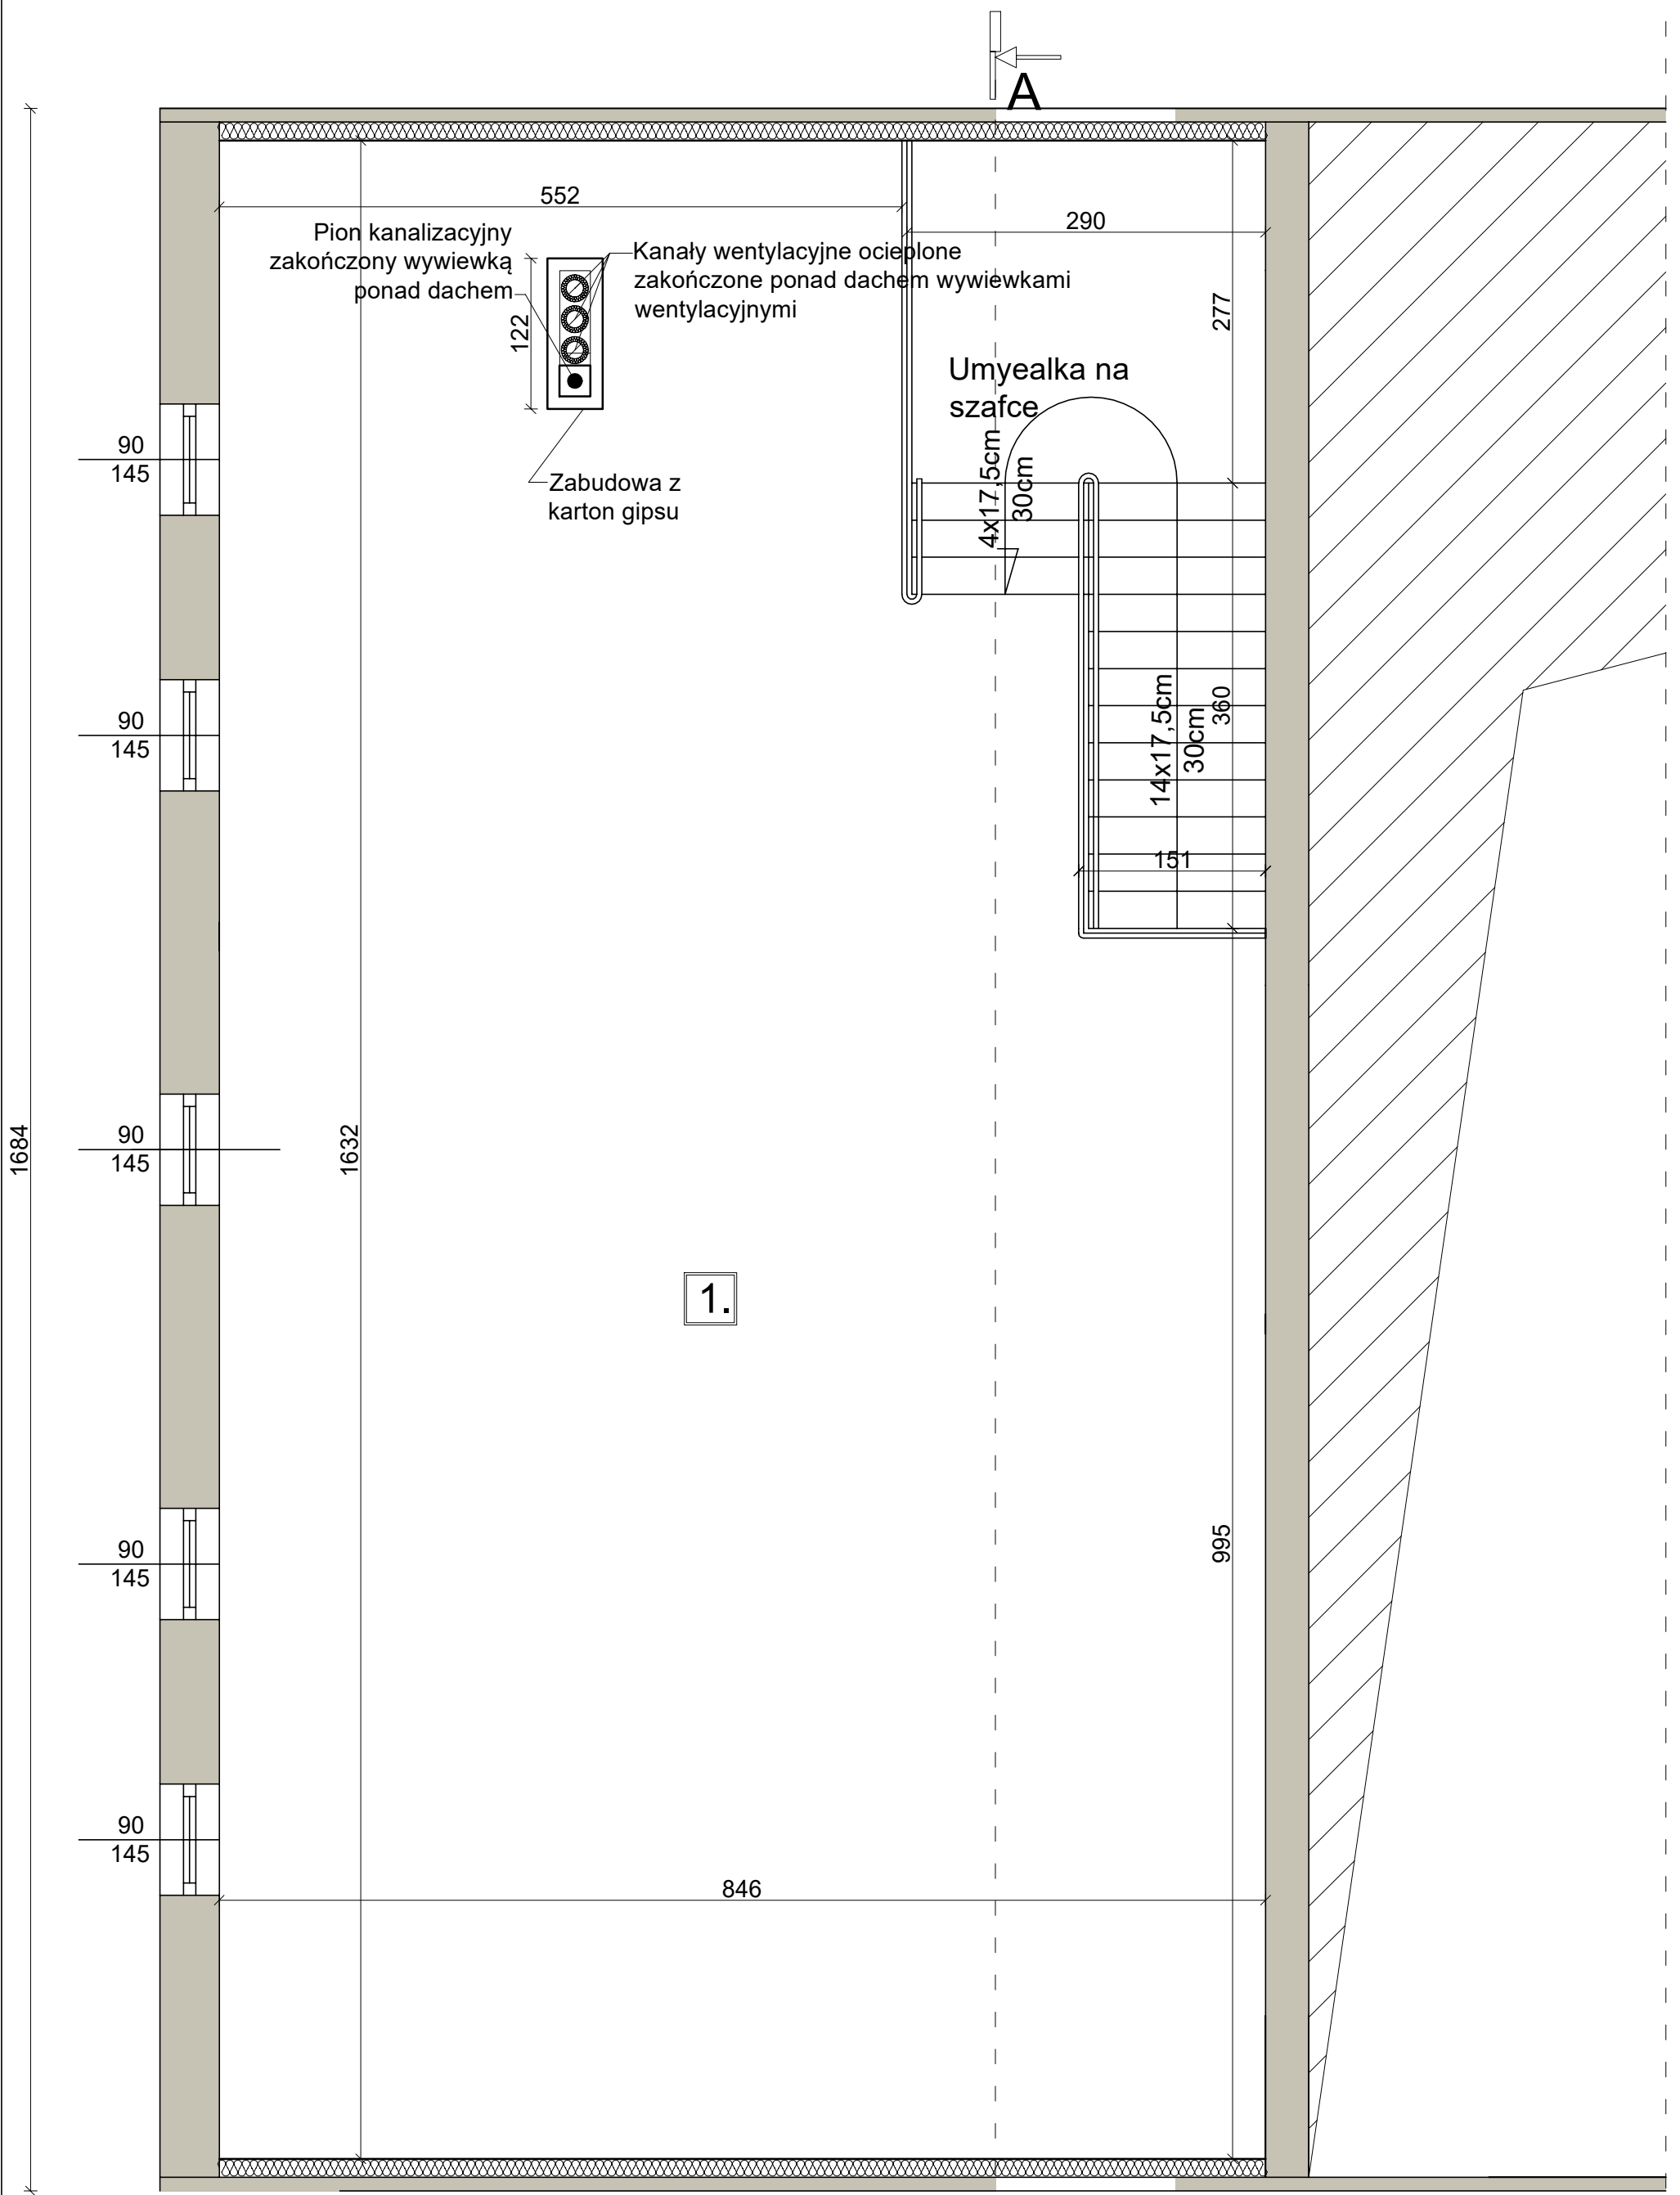 A
552
290
Pion kanalizacyjny
zakończony wywiewką
ponad dachem
Kanały wentylacyjne ocieplone
zakończone ponad dachem wywiewkami
wentylacyjnymi
122
277
Umyealka na
szafce
90
145
4x17,5cm
30cm
Zabudowa z
karton gipsu
90
145
14x17,5cm
30cm
360
151
90
145
1684
1632
1.
90
145
995
90
145
846